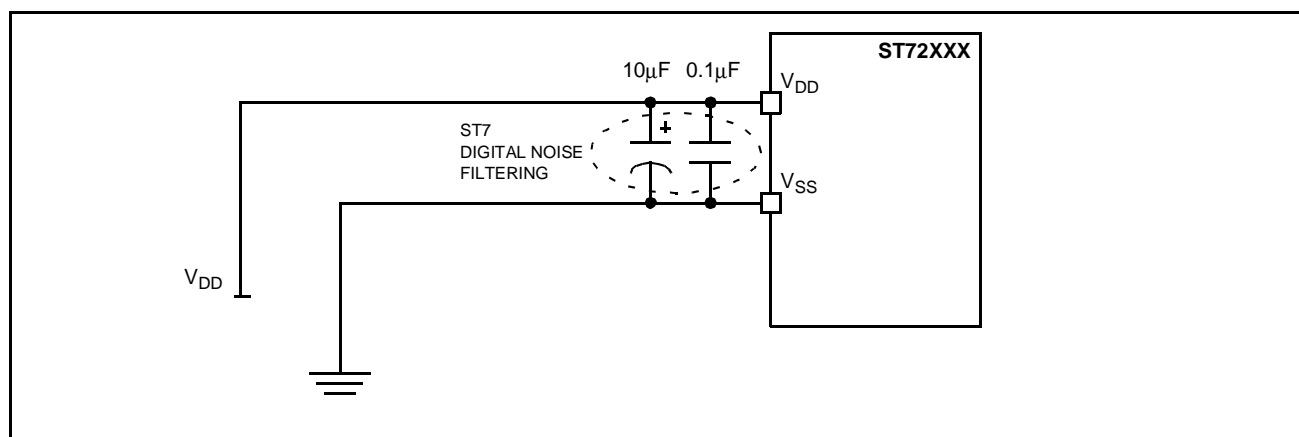 ST72XXX
10μF 0.1μF
VDD
ST7
DIGITAL NOISE
FILTERING
+
VSS
VDD